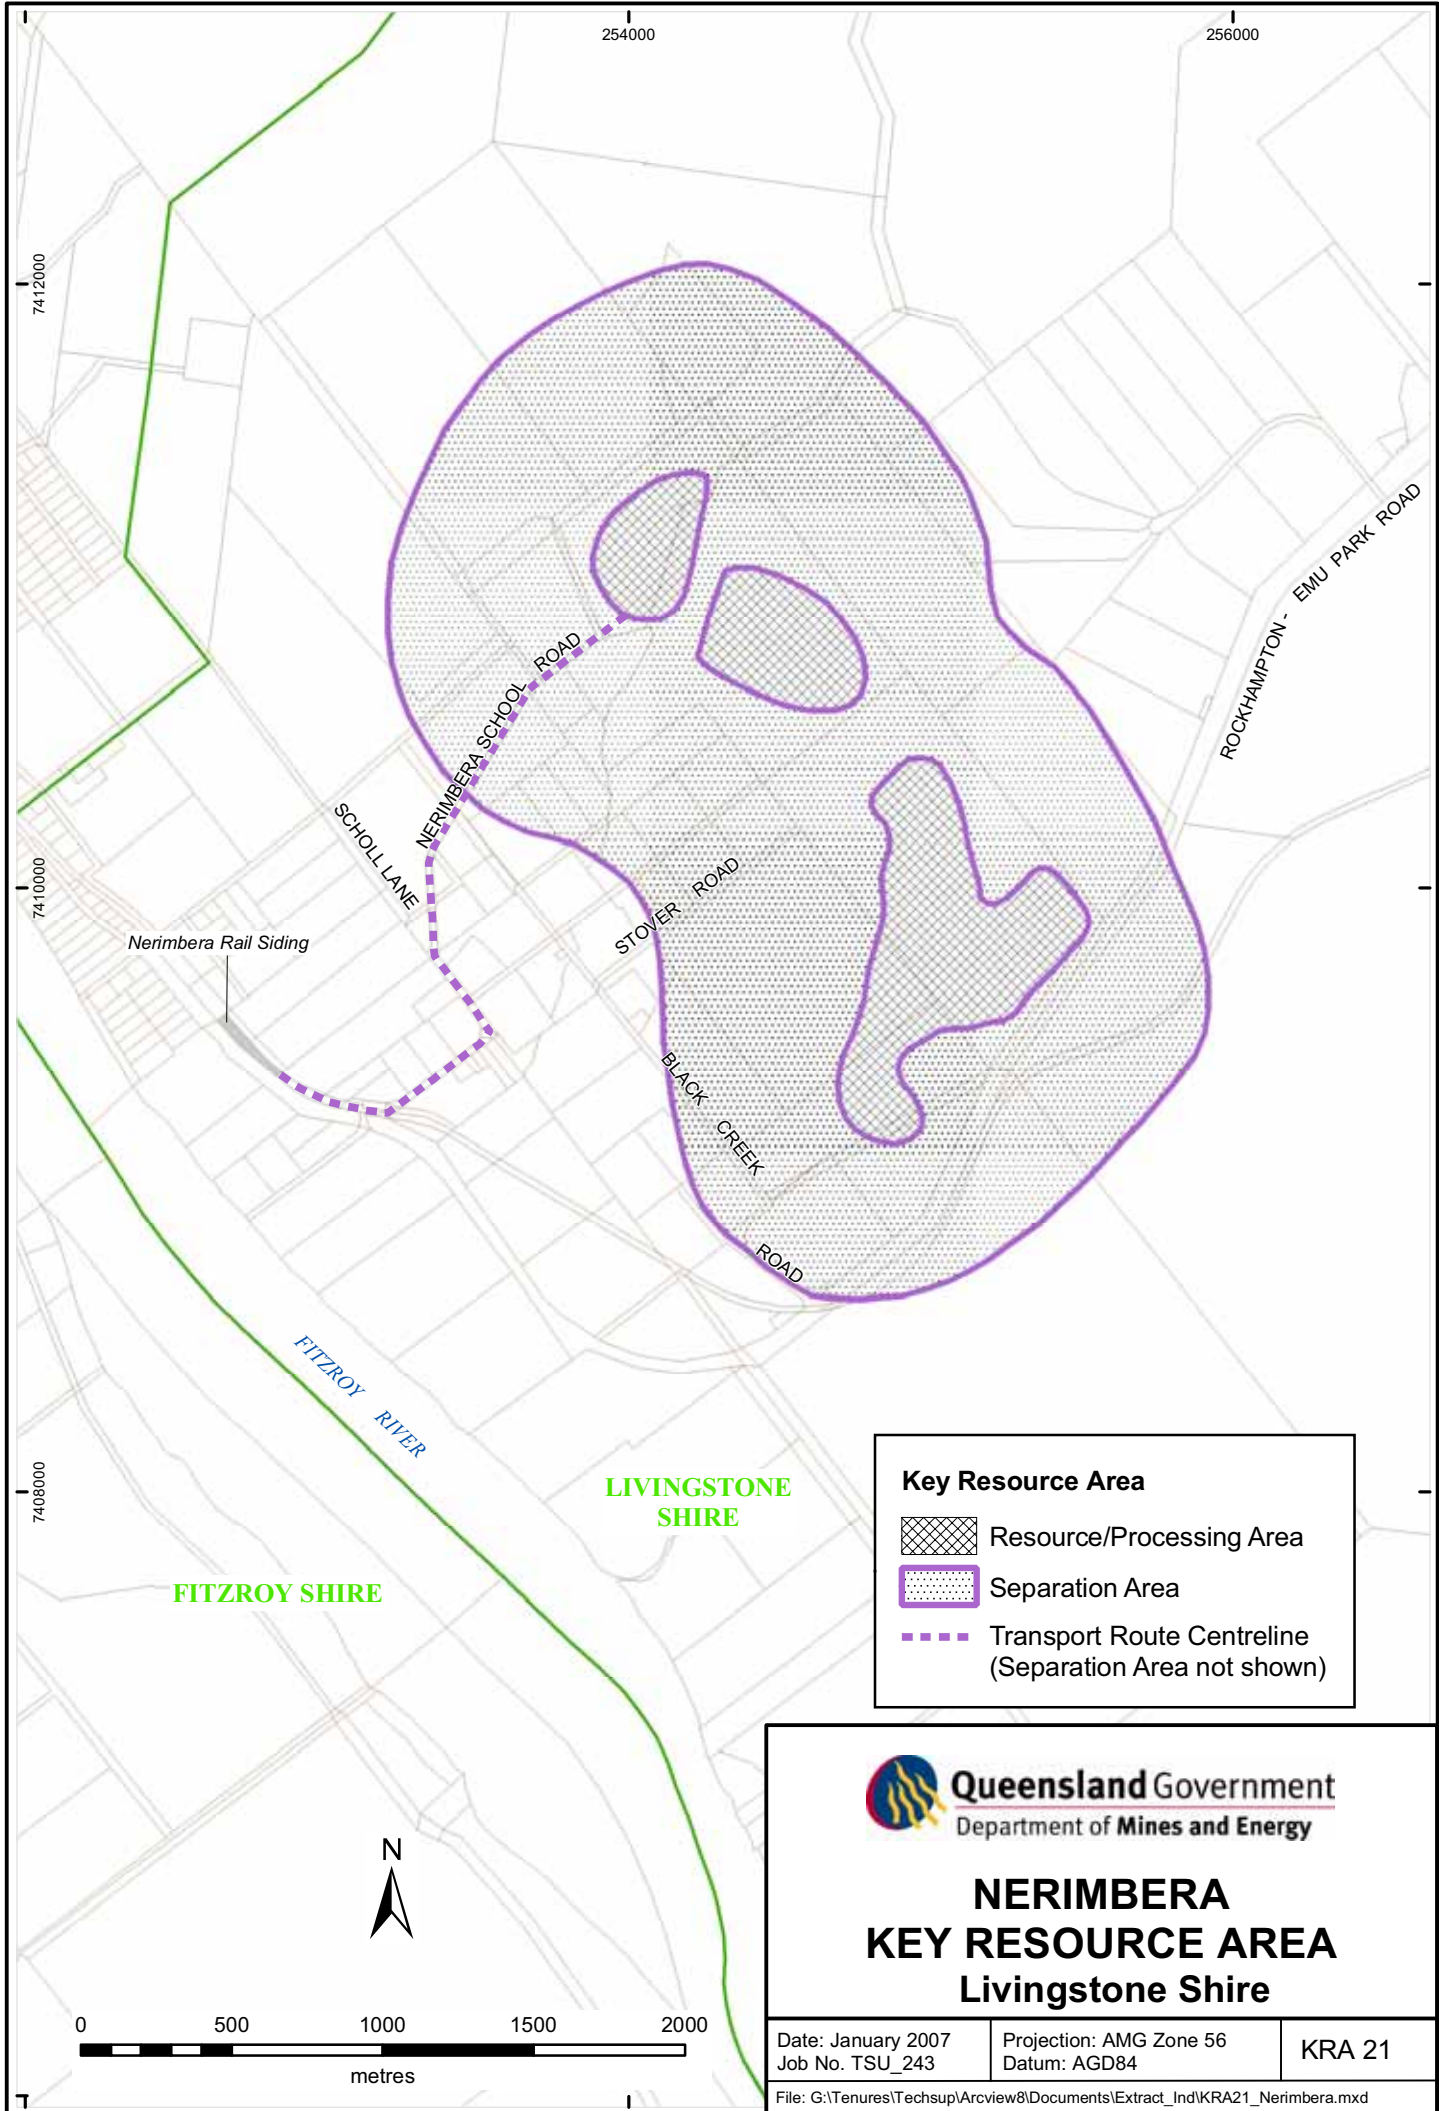 254000
256000
7412000
7410000
7408000
NERIMBERA SCHOOL ROAD
SCHOLL LANE
STOVER ROAD
ROCKHAMPTON - EMU PARK ROAD
Nerimbera Rail Siding
BLACK CREEK ROAD
FITZROY RIVER
LIVINGSTONE
SHIRE
FITZROY SHIRE
Key Resource Area
Resource/Processing Area
Separation Area
Transport Route Centreline
(Separation Area not shown)
N
0 500 1000 1500 2000
metres
Queensland Government
Department of Mines and Energy
NERIMBERA
KEY RESOURCE AREA
Livingstone Shire
Date: January 2007
Job No. TSU_243
Projection: AMG Zone 56
Datum: AGD84
KRA 21
File: G:\Tenures\Techsup\Arcview8\Documents\Extract_Ind\KRA21_Nerimbera.mxd